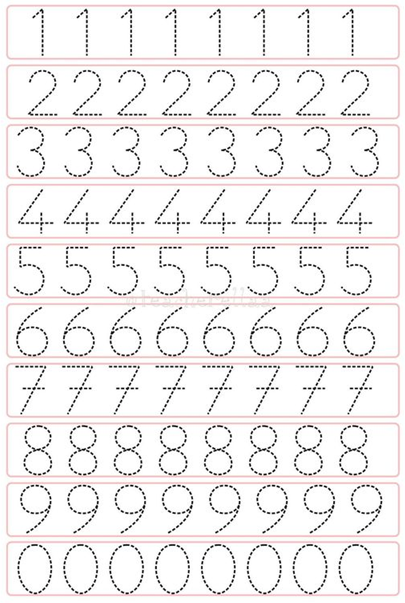 1 1 1 1 1 1 1 1
2 2 2 2 2 2 2 2
3 3 3 3 3 3 3 3
4 4 4 4 4 4 4 4
5 5 5 5 5 5 5 5
6 6 6 6 6 6 6 6
7 7 7 7 7 7 7 7
8 8 8 8 8 8 8 8
9 9 9 9 9 9 9 9
0 0 0 0 0 0 0 0